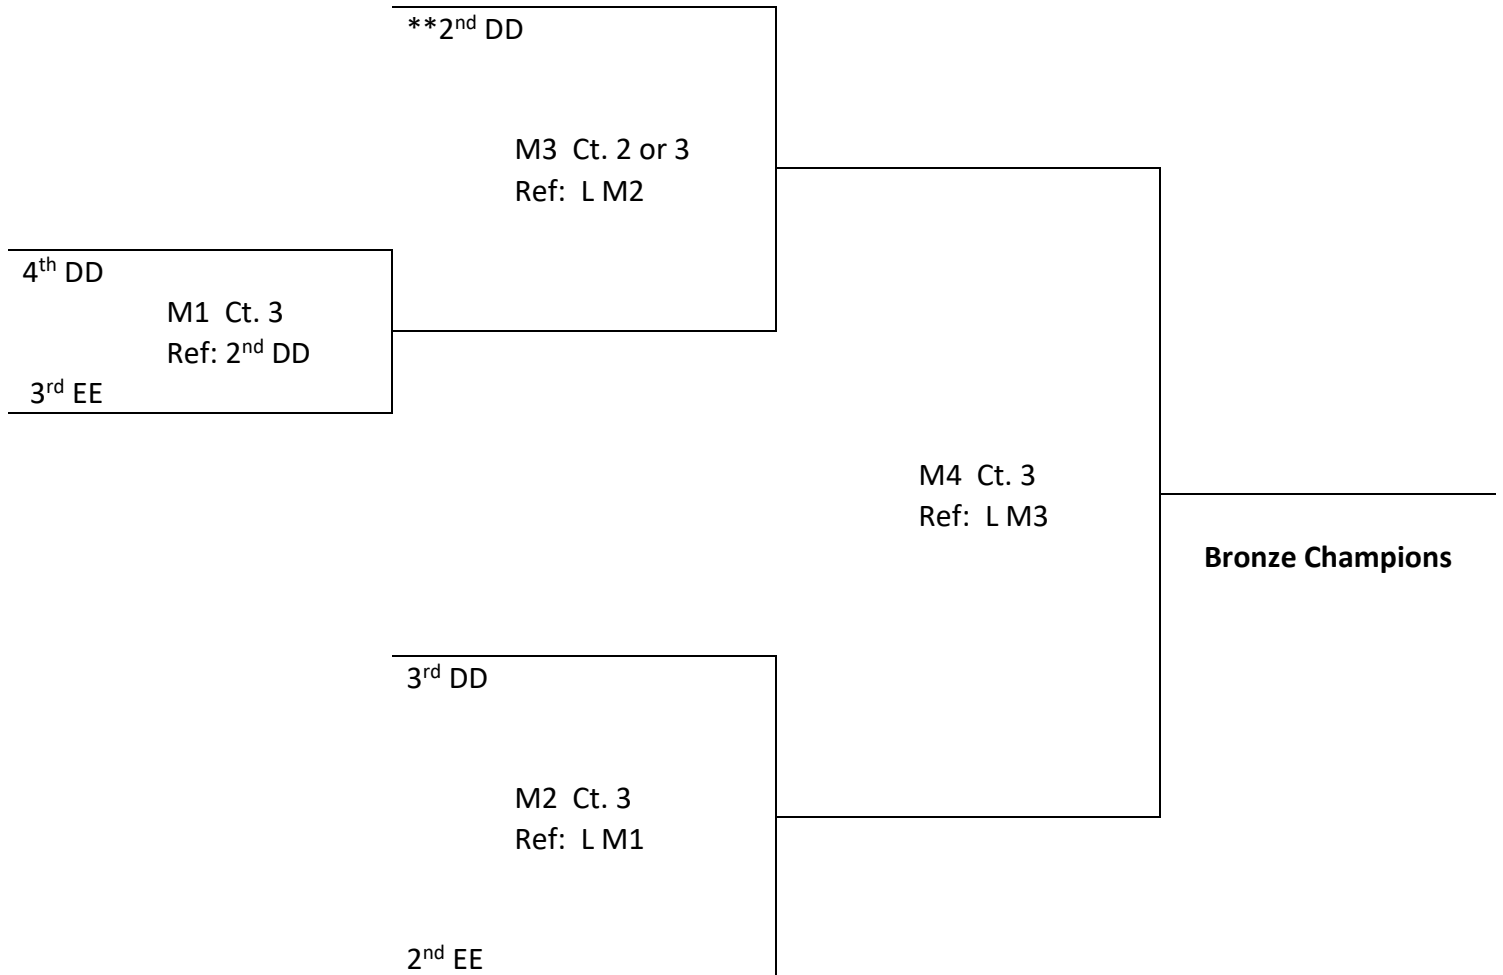 **2nd DD
M3 Ct. 2 or 3
Ref: L M2
4th DD
M1 Ct. 3
Ref: 2nd DD
3rd EE
M4 Ct. 3
Ref: L M3
Bronze Champions
3rd DD
M2 Ct. 3
Ref: L M1
2nd EE